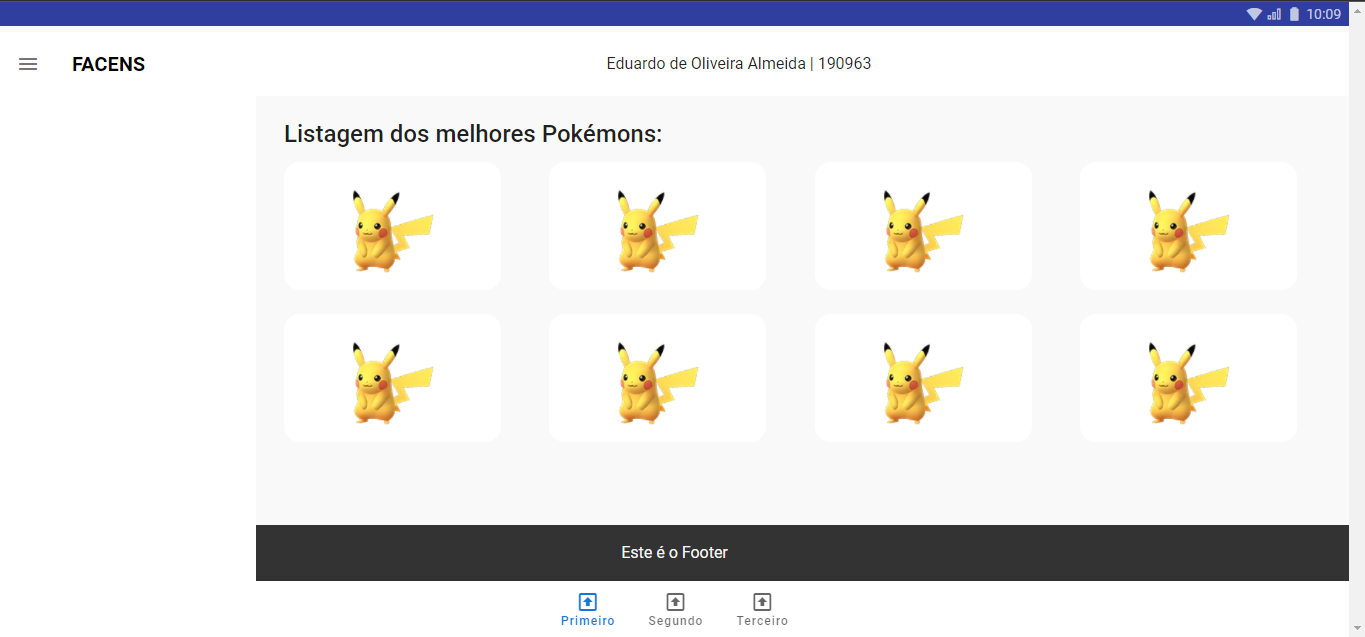 10:09
FACENS
Eduardo de Oliveira Almeida | 190963
Listagem dos melhores Pokémons:
Este é o Footer
Primeiro Segundo Terceiro